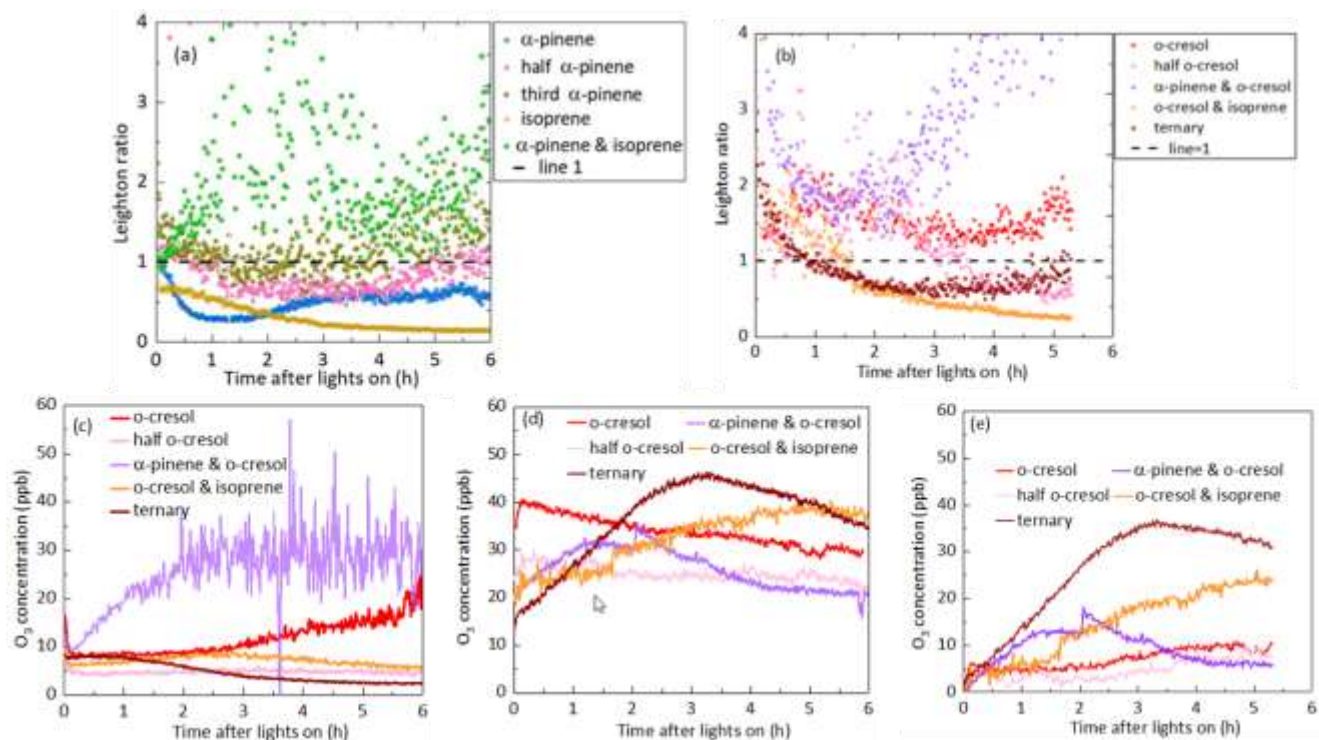 (a)
4
3
2
1
0
Leighton ratio
0 1 2 3 4 5 6
Time after lights on (h)
α-pinene
half α-pinene
third α-pinene
isoprene
α-pinene & isoprene
line 1
(b)
4
3
2
1
0
Leighton ratio
0 1 2 3 4 5 6
Time after lights on (h)
o-cresol
half o-cresol
α-pinene & o-cresol
o-cresol & isoprene
ternary
line=1
(c)
60
50
40
30
20
10
0
O₃ concentration (ppb)
o-cresol
half o-cresol
α-pinene & o-cresol
o-cresol & isoprene
ternary
0 1 2 3 4 5 6
Time after lights on (h)
(d)
60
50
40
30
20
10
0
O₃ concentration (ppb)
o-cresol α-pinene & o-cresol
half o-cresol o-cresol & isoprene
ternary
0 1 2 3 4 5 6
Time after lights on (h)
(e)
60
50
40
30
20
10
0
O₃ concentration (ppb)
o-cresol α-pinene & o-cresol
half o-cresol o-cresol & isoprene
ternary
0 1 2 3 4 5 6
Time after lights on (h)